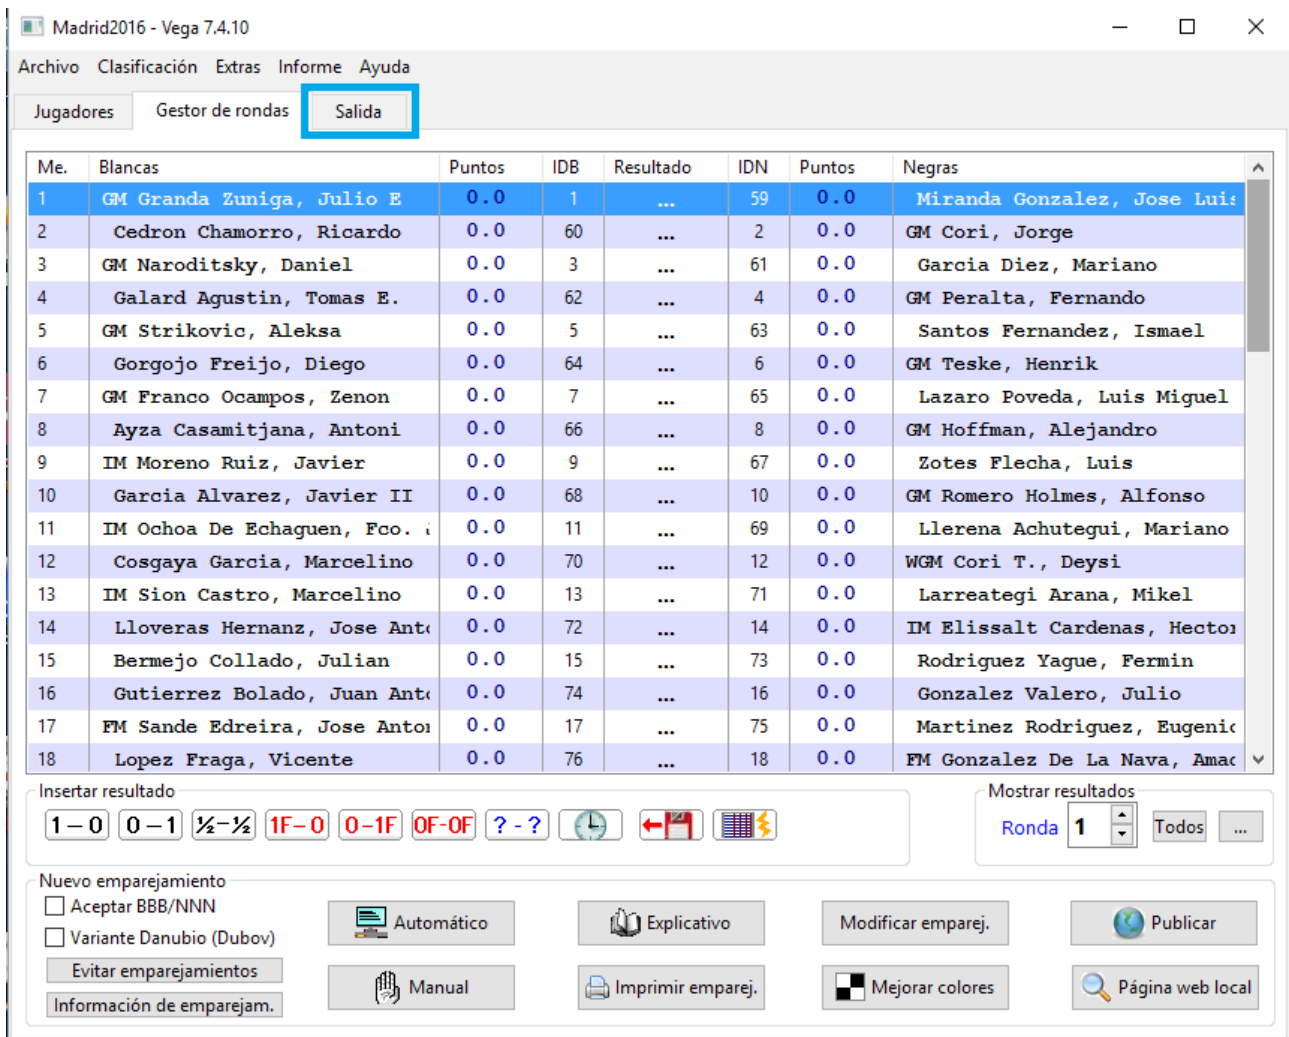 Madrid2016 - Vega 7.4.10
Archivo Clasificación Extras Informe Ayuda
Jugadores Gestor de rondas Salida
Me. Blancas Puntos IDB Resultado IDN Puntos Negras
1 GM Granda Zuniga, Julio E 0.0 1 ... 59 0.0 Miranda Gonzalez, Jose Luis
2 Cedron Chamorro, Ricardo 0.0 60 ... 2 0.0 GM Cori, Jorge
3 GM Naroditsky, Daniel 0.0 3 ... 61 0.0 Garcia Diez, Mariano
4 Galard Agustin, Tomas E. 0.0 62 ... 4 0.0 GM Peralta, Fernando
5 GM Strikovic, Aleksa 0.0 5 ... 63 0.0 Santos Fernandez, Ismael
6 Gorgojo Freijo, Diego 0.0 64 ... 6 0.0 GM Teske, Henrik
7 GM Franco Ocampos, Zenon 0.0 7 ... 65 0.0 Lazaro Poveda, Luis Miguel
8 Ayza Casamitjana, Antoni 0.0 66 ... 8 0.0 GM Hoffman, Alejandro
9 IM Moreno Ruiz, Javier 0.0 9 ... 67 0.0 Zotes Flecha, Luis
10 Garcia Alvarez, Javier II 0.0 68 ... 10 0.0 GM Romero Holmes, Alfonso
11 IM Ochoa De Echaguen, Fco. 0.0 11 ... 69 0.0 Llerena Achutegui, Mariano
12 Cosgaya Garcia, Marcelino 0.0 70 ... 12 0.0 WGM Cori T., Deysi
13 IM Sion Castro, Marcelino 0.0 13 ... 71 0.0 Larreategi Arana, Mikel
14 Lloveras Hernanz, Jose Anto 0.0 72 ... 14 0.0 IM Elissalt Cardenas, Hector
15 Bermejo Collado, Julian 0.0 15 ... 73 0.0 Rodriguez Yague, Fermin
16 Gutierrez Bolado, Juan Anto 0.0 74 ... 16 0.0 Gonzalez Valero, Julio
17 FM Sande Edreira, Jose Anton 0.0 17 ... 75 0.0 Martinez Rodriguez, Eugenio
18 Lopez Fraga, Vicente 0.0 76 ... 18 0.0 FM Gonzalez De La Nava, Amad
Insertar resultado Mostrar resultados
1 – 0 0 – 1 ½–½ 1F– 0 0 –1F 0F-0F ? - ? Ronda 1 Todos ...
Nuevo emparejamiento
Aceptar BBB/NNN
Variante Danubio (Dubov)
Automático Explicativo Modificar emparej. Publicar
Evitar emparejamientos
Información de emparejam.
Manual Imprimir emparej. Mejorar colores Página web local